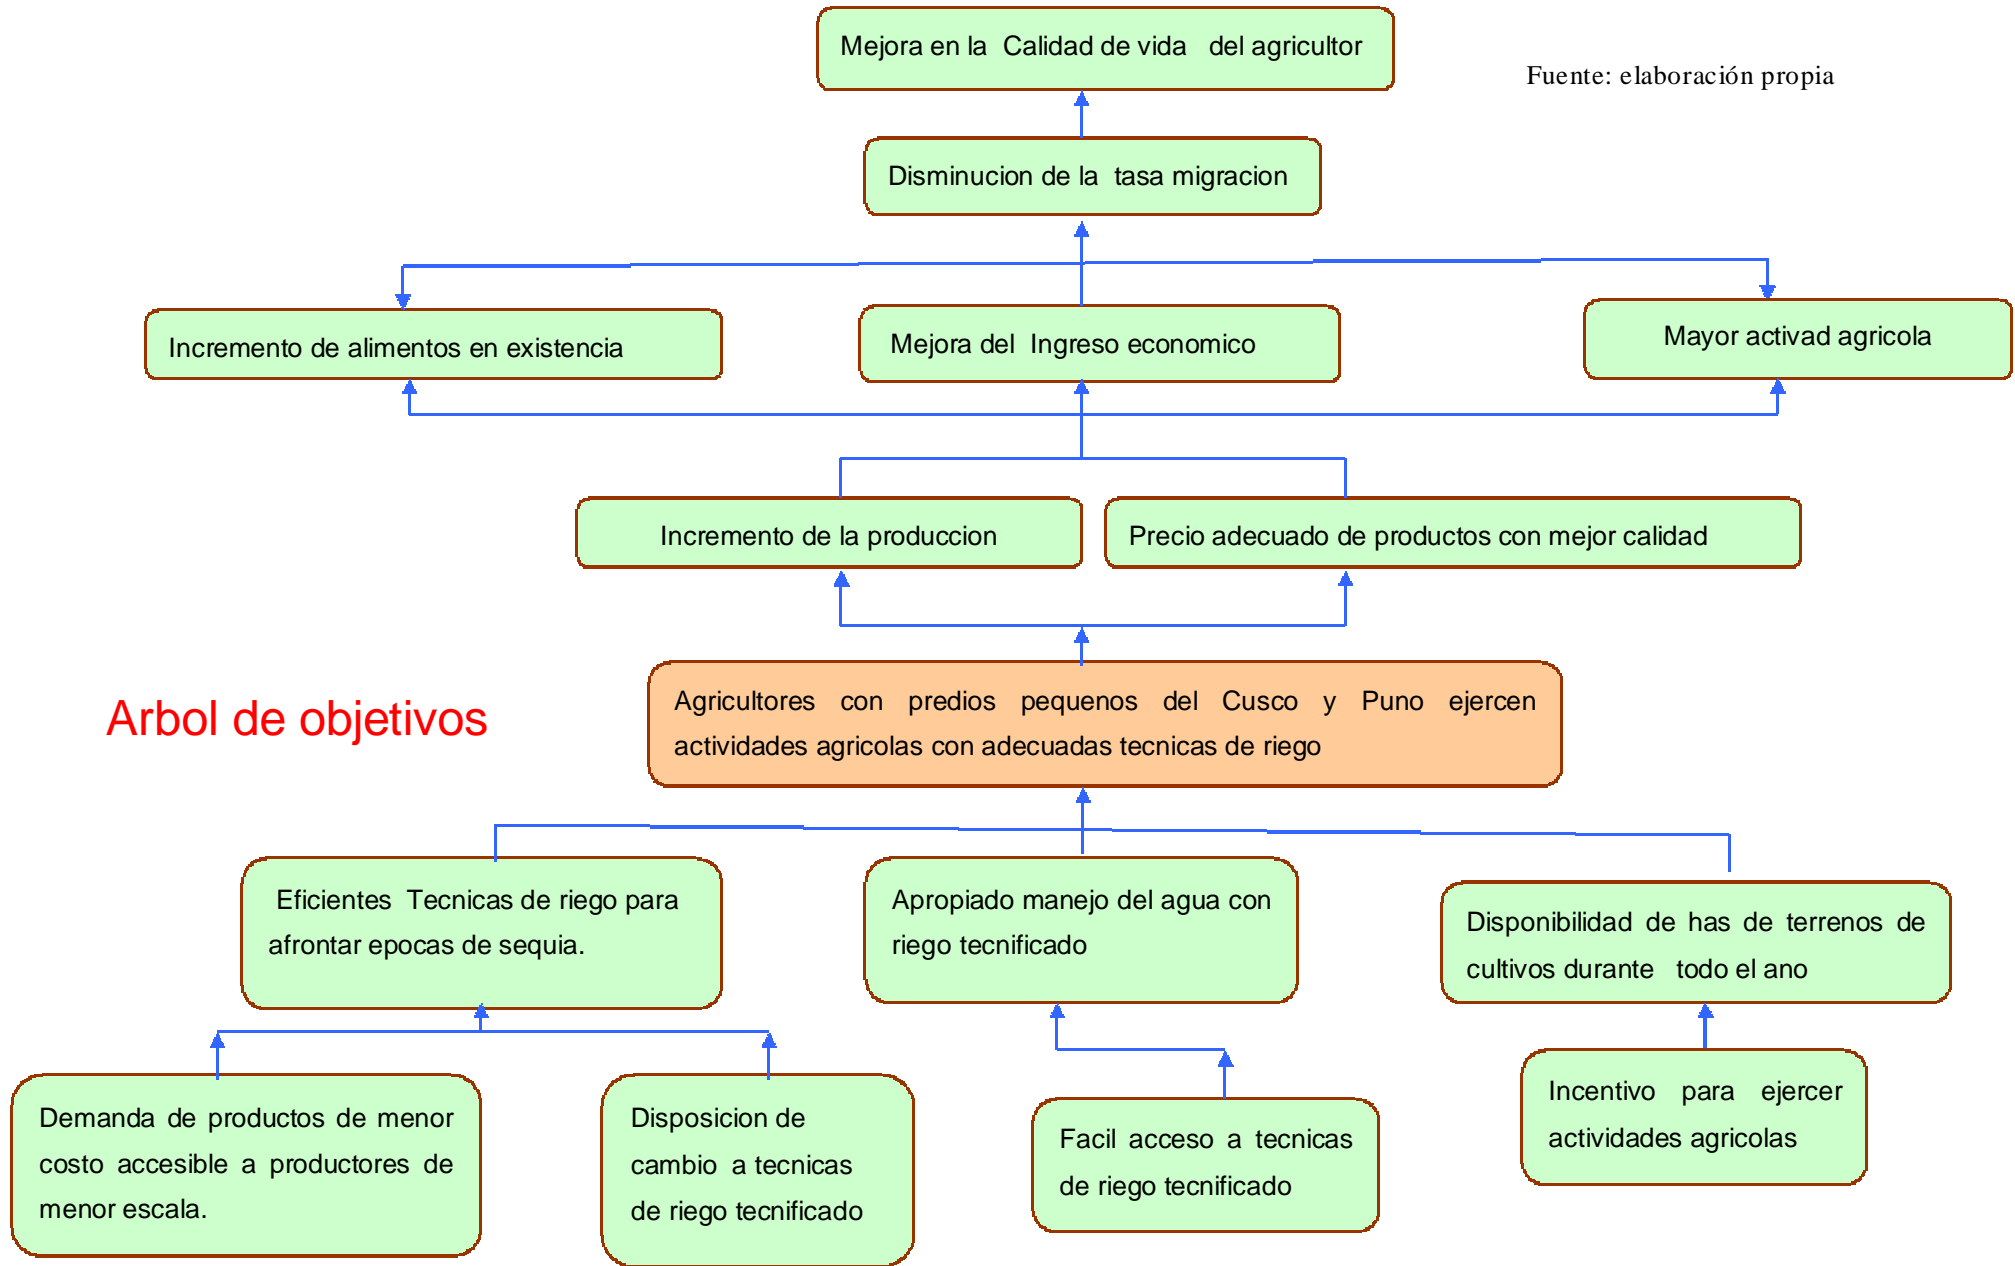 Mejora en la Calidad de vida del agricultor
Fuente: elaboración propia
Disminucion de la tasa migracion
Incremento de alimentos en existencia
Mejora del Ingreso economico
Mayor activad agricola
Incremento de la produccion
Precio adecuado de productos con mejor calidad
Arbol de objetivos
Agricultores con predios pequenos del Cusco y Puno ejercen
actividades agricolas con adecuadas tecnicas de riego
Eficientes Tecnicas de riego para
afrontar epocas de sequia.
Apropiado manejo del agua con
riego tecnificado
Disponibilidad de has de terrenos de
cultivos durante todo el ano
Demanda de productos de menor
costo accesible a productores de
menor escala.
Disposicion de
cambio a tecnicas
de riego tecnificado
Facil acceso a tecnicas
de riego tecnificado
Incentivo para ejercer
actividades agricolas